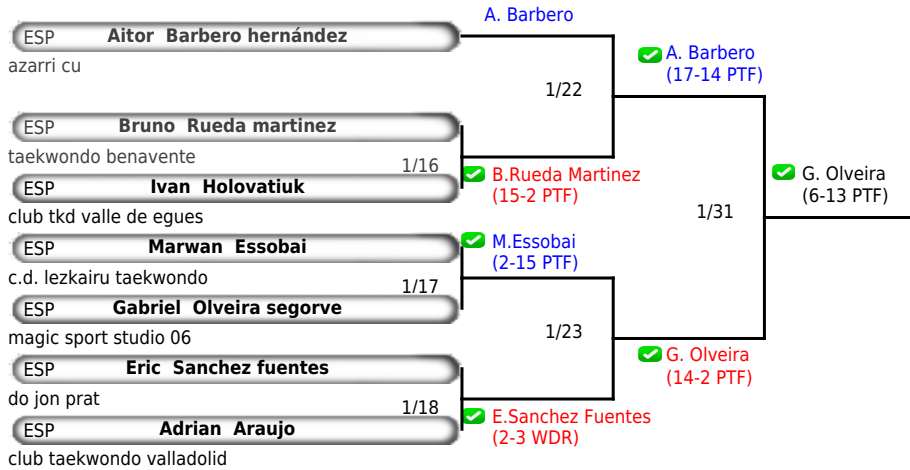 A. Barbero
ESP Aitor Barbero hernández
azarri cu
A. Barbero
(17-14 PTF)
1/22
ESP Bruno Rueda martinez
taekwondo benavente
1/16
B.Rueda Martinez
(15-2 PTF)
ESP Ivan Holovatiuk
club tkd valle de egues
G. Olveira
(6-13 PTF)
1/31
ESP Marwan Essobai
c.d. lezkairu taekwondo
M.Essobai
(2-15 PTF)
1/17
ESP Gabriel Olveira segorve
magic sport studio 06
1/23
G. Olveira
(14-2 PTF)
ESP Eric Sanchez fuentes
do jon prat
1/18
E.Sanchez Fuentes
(2-3 WDR)
ESP Adrian Araujo
club taekwondo valladolid